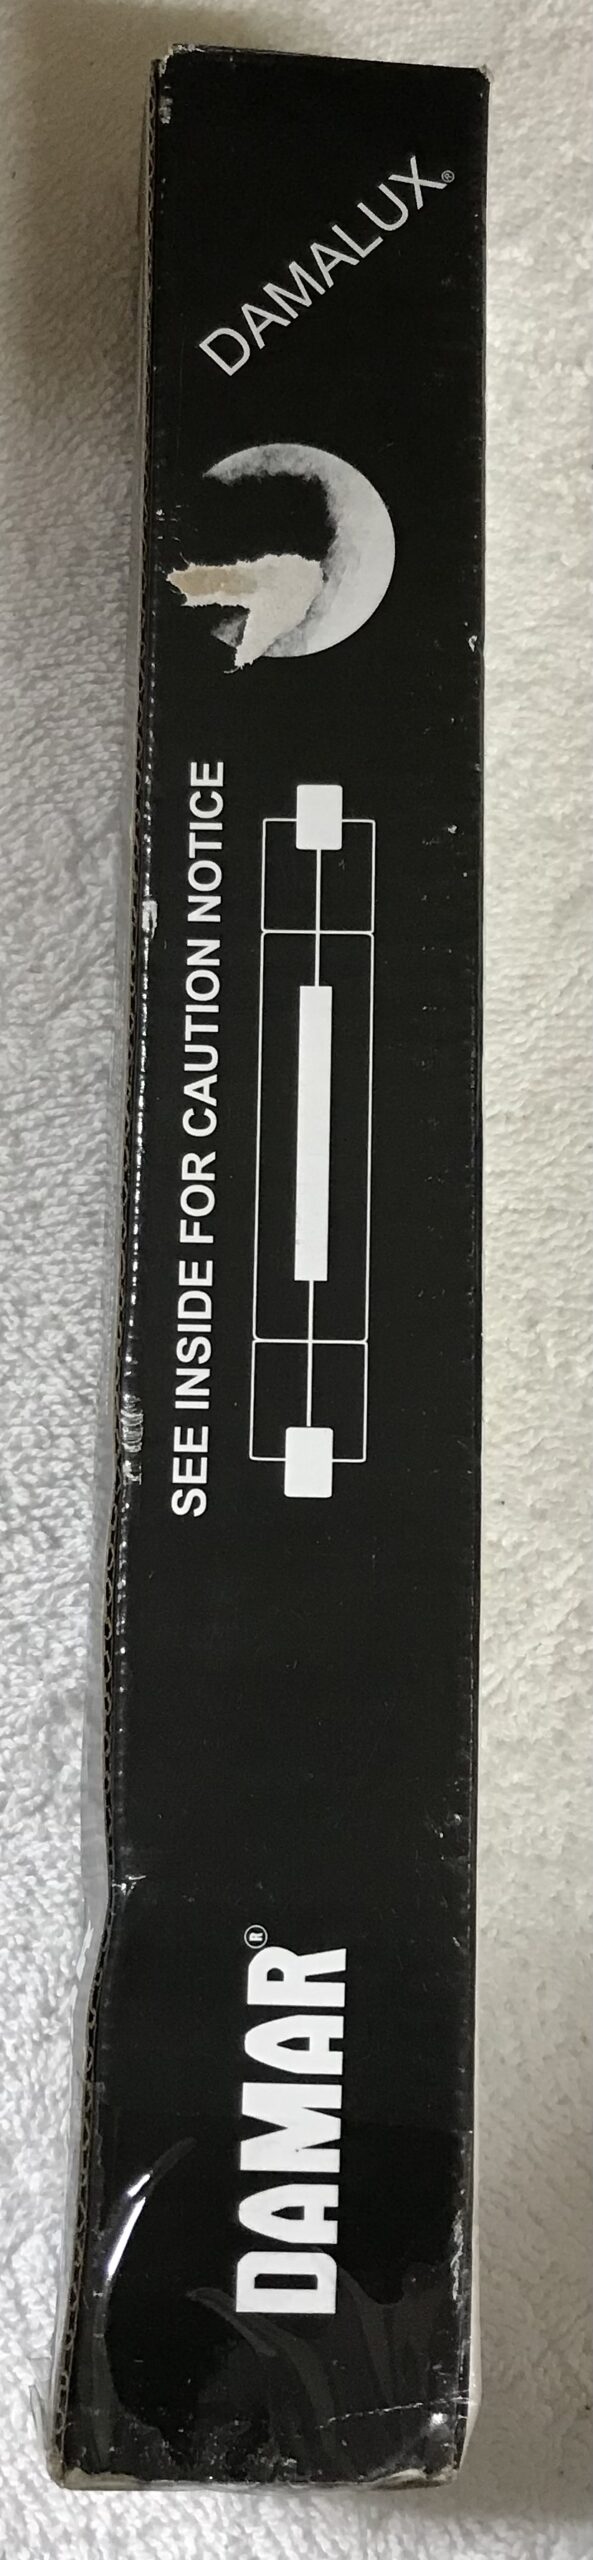 DAMALUX®
SEE INSIDE FOR CAUTION NOTICE
DAMAR®